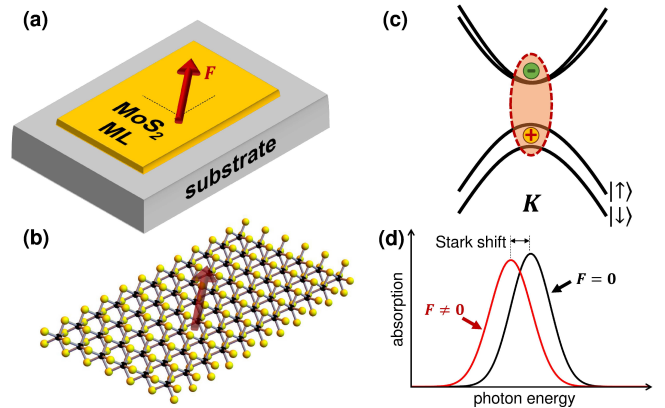 (a)
F
MoS₂
ML
substrate
(b)
(c)
−
+
|↑⟩
|↓⟩
K
(d)
Stark shift
F ≠ 0
F = 0
absorption
photon energy